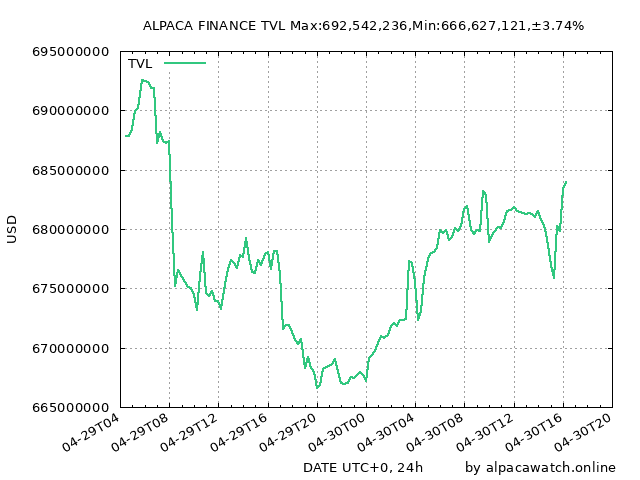 ALPACA FINANCE TVL Max:692,542,236,Min:666,627,121,±3.74%
695000000
TVL
690000000
685000000
680000000
USD
675000000
670000000
665000000
04-29T04
04-29T08
04-29T12
04-29T16
04-29T20
04-30T00
04-30T04
04-30T08
04-30T12
04-30T16
04-30T20
DATE UTC+0, 24h
by alpacawatch.online